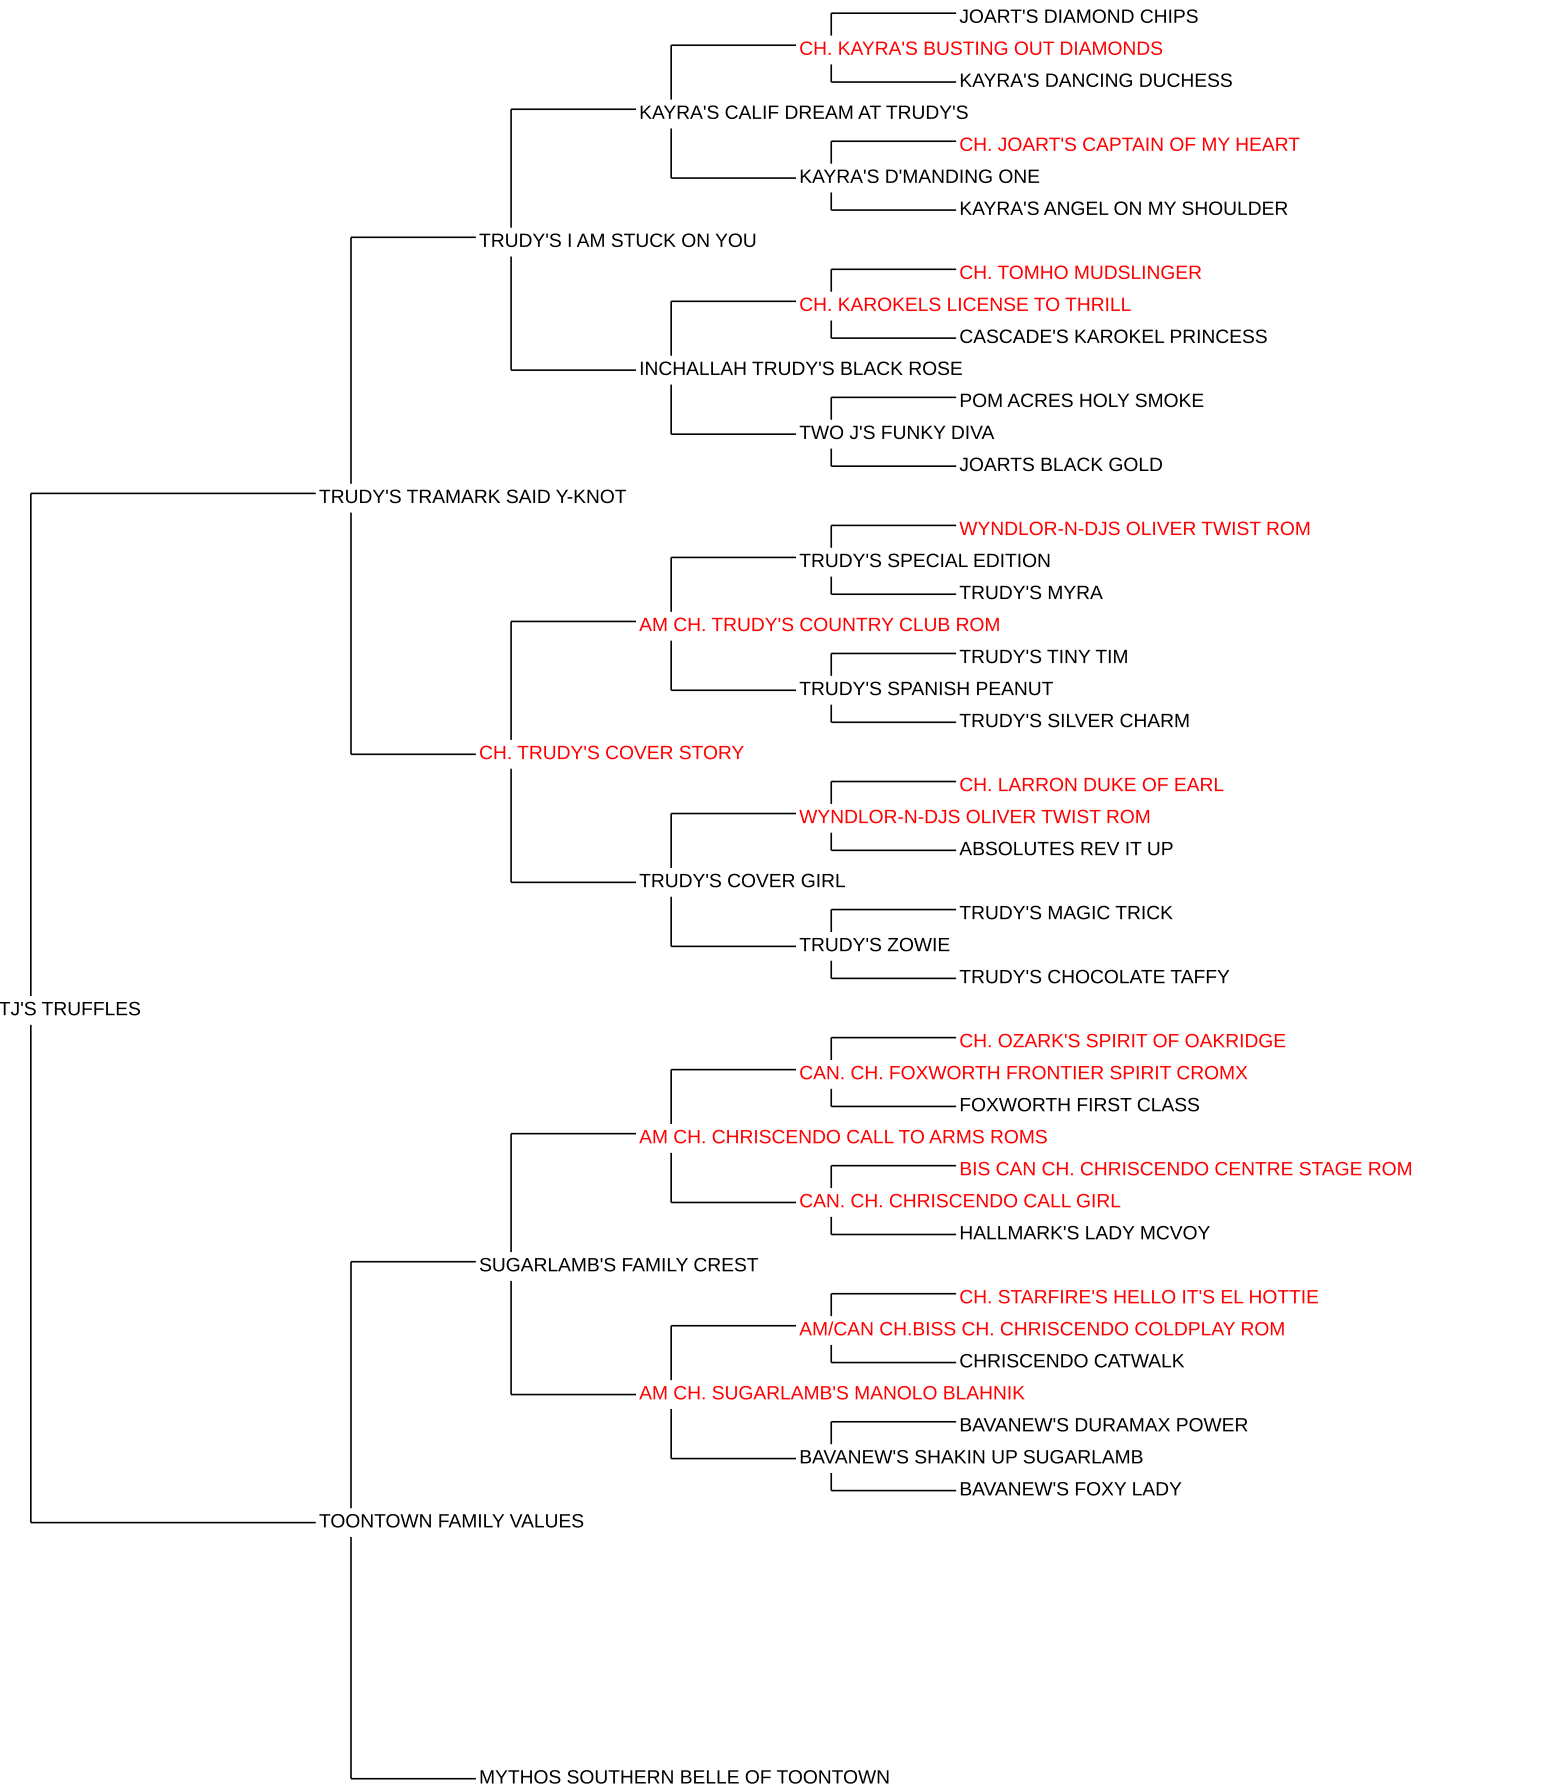 JOART'S DIAMOND CHIPS
CH. KAYRA'S BUSTING OUT DIAMONDS
KAYRA'S DANCING DUCHESS
KAYRA'S CALIF DREAM AT TRUDY'S
CH. JOART'S CAPTAIN OF MY HEART
KAYRA'S D'MANDING ONE
KAYRA'S ANGEL ON MY SHOULDER
TRUDY'S I AM STUCK ON YOU
CH. TOMHO MUDSLINGER
CH. KAROKELS LICENSE TO THRILL
CASCADE'S KAROKEL PRINCESS
INCHALLAH TRUDY'S BLACK ROSE
POM ACRES HOLY SMOKE
TWO J'S FUNKY DIVA
JOARTS BLACK GOLD
TRUDY'S TRAMARK SAID Y-KNOT
WYNDLOR-N-DJS OLIVER TWIST ROM
TRUDY'S SPECIAL EDITION
TRUDY'S MYRA
AM CH. TRUDY'S COUNTRY CLUB ROM
TRUDY'S TINY TIM
TRUDY'S SPANISH PEANUT
TRUDY'S SILVER CHARM
CH. TRUDY'S COVER STORY
CH. LARRON DUKE OF EARL
WYNDLOR-N-DJS OLIVER TWIST ROM
ABSOLUTES REV IT UP
TRUDY'S COVER GIRL
TRUDY'S MAGIC TRICK
TRUDY'S ZOWIE
TRUDY'S CHOCOLATE TAFFY
TJ'S TRUFFLES
CH. OZARK'S SPIRIT OF OAKRIDGE
CAN. CH. FOXWORTH FRONTIER SPIRIT CROMX
FOXWORTH FIRST CLASS
AM CH. CHRISCENDO CALL TO ARMS ROMS
BIS CAN CH. CHRISCENDO CENTRE STAGE ROM
CAN. CH. CHRISCENDO CALL GIRL
HALLMARK'S LADY MCVOY
SUGARLAMB'S FAMILY CREST
CH. STARFIRE'S HELLO IT'S EL HOTTIE
AM/CAN CH.BISS CH. CHRISCENDO COLDPLAY ROM
CHRISCENDO CATWALK
AM CH. SUGARLAMB'S MANOLO BLAHNIK
BAVANEW'S DURAMAX POWER
BAVANEW'S SHAKIN UP SUGARLAMB
BAVANEW'S FOXY LADY
TOONTOWN FAMILY VALUES
MYTHOS SOUTHERN BELLE OF TOONTOWN